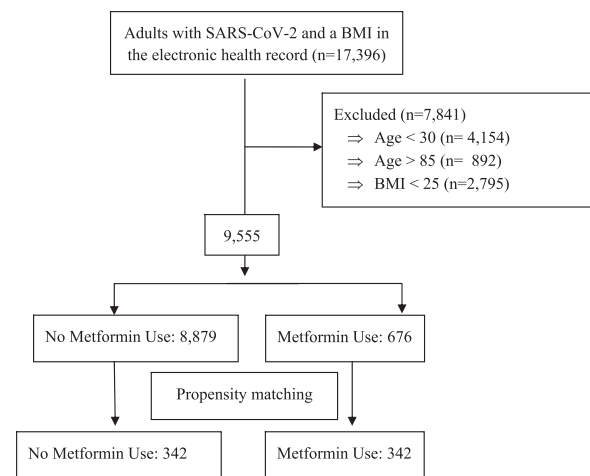 Adults with SARS-CoV-2 and a BMI in
the electronic health record (n=17,396)
Excluded (n=7,841)
⇒ Age < 30 (n= 4,154)
⇒ Age > 85 (n= 892)
⇒ BMI < 25 (n=2,795)
9,555
No Metformin Use: 8,879
Metformin Use: 676
Propensity matching
No Metformin Use: 342
Metformin Use: 342